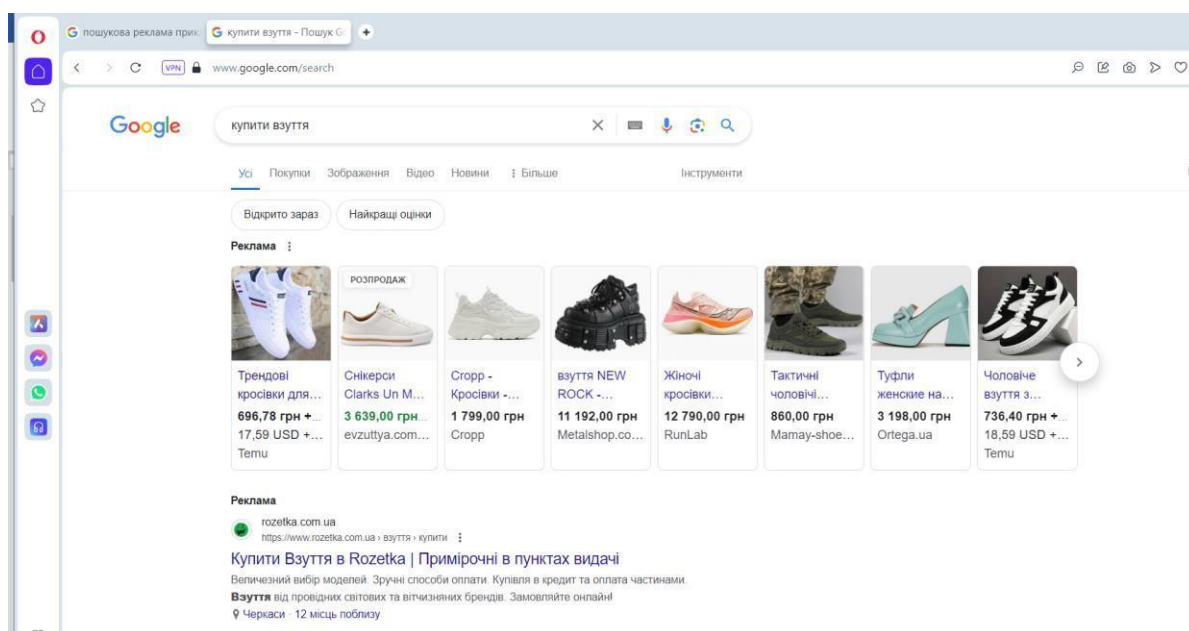 пошукова реклама прик
купити взуття - Пошук Go
VPN
www.google.com/search
Google
купити взуття
Усі Покупки Зображення Відео Новини Більше Інструменти
Відкрито зараз Найкращі оцінки
Реклама
РОЗПРОДАЖ
Трендові
кросівки для...
696,78 грн +...
17,59 USD +...
Temu
Снікерси
Clarks Un M...
3 639,00 грн...
evzuttya.com...
Cropp -
Кросівки -...
1 799,00 грн
Cropp
взуття NEW
ROCK -...
11 192,00 грн
Metalshop.co...
Жіночі
кросівки...
12 790,00 грн
RunLab
Тактичні
чоловічі...
860,00 грн
Mamay-shoe...
Туфли
женские на...
3 198,00 грн
Ortega.ua
Чоловіче
взуття з...
736,40 грн +...
18,59 USD +...
Temu
Реклама
rozetka.com.ua
https://www.rozetka.com.ua › взуття › купити
Купити Взуття в Rozetka | Примірочні в пунктах видачі
Величезний вибір моделей. Зручні способи оплати. Купівля в кредит та оплата частинами.
Взуття від провідних світових та вітчизняних брендів. Замовляйте онлайн!
Черкаси · 12 місць поблизу